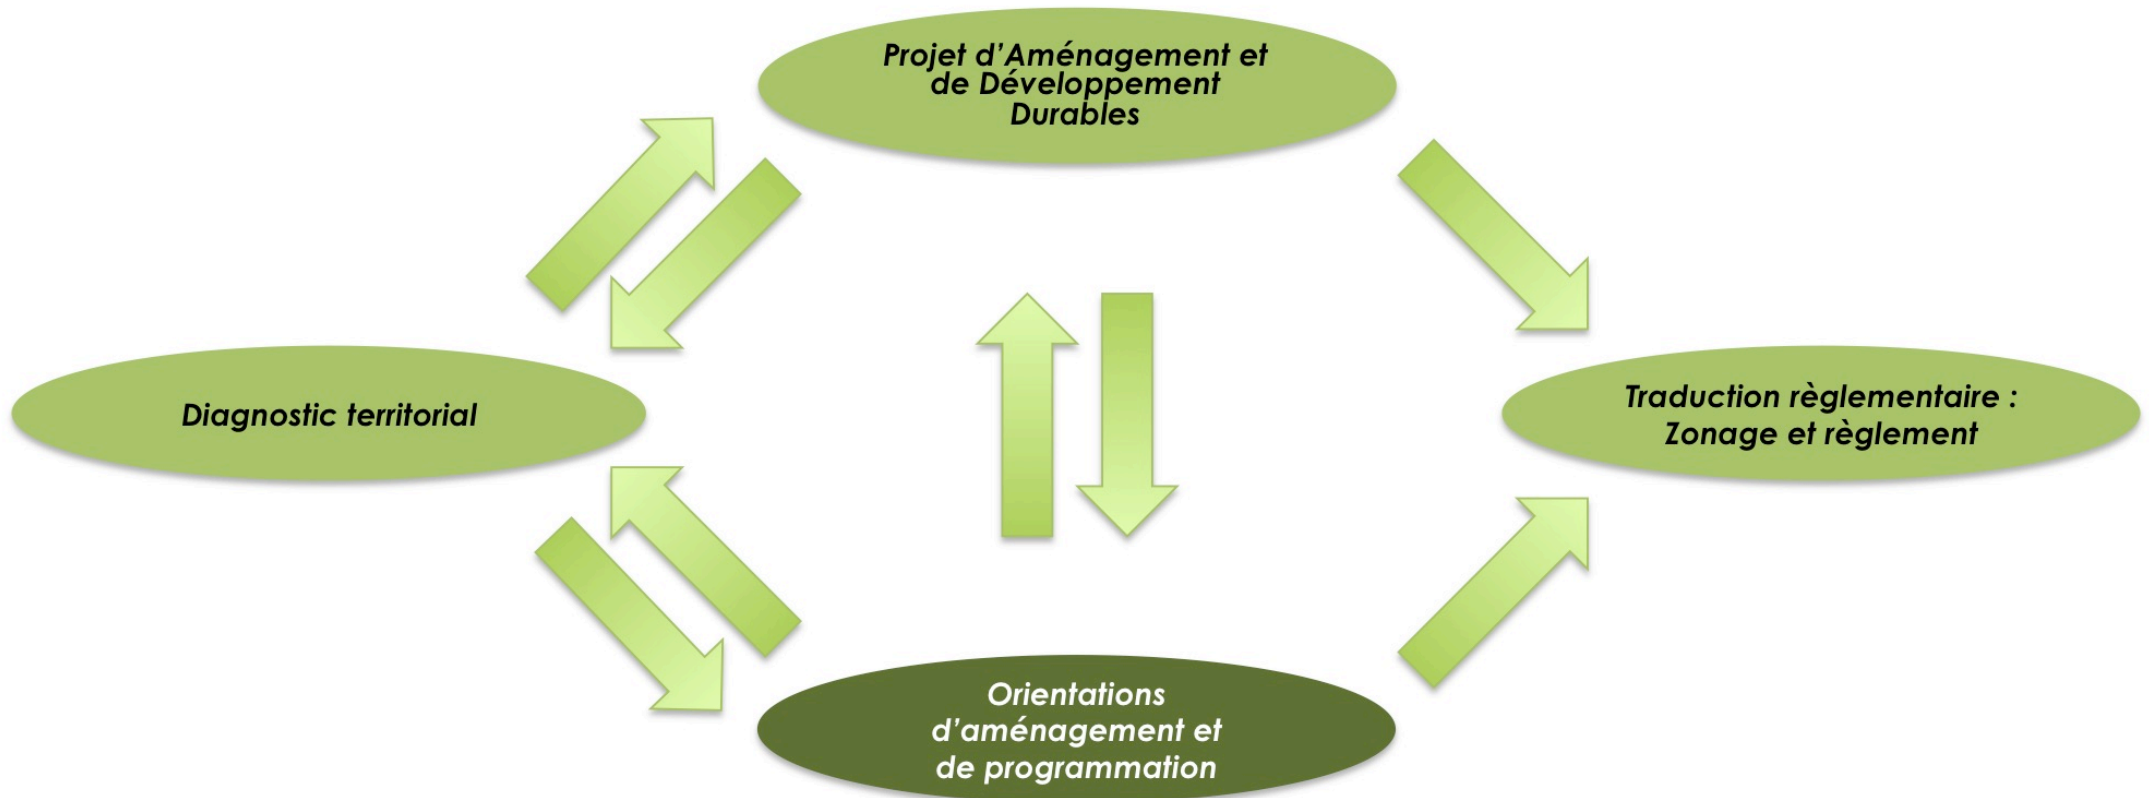 Projet d’Aménagement et
de Développement
Durables
Diagnostic territorial
Traduction règlementaire :
Zonage et règlement
Orientations
d’aménagement et
de programmation